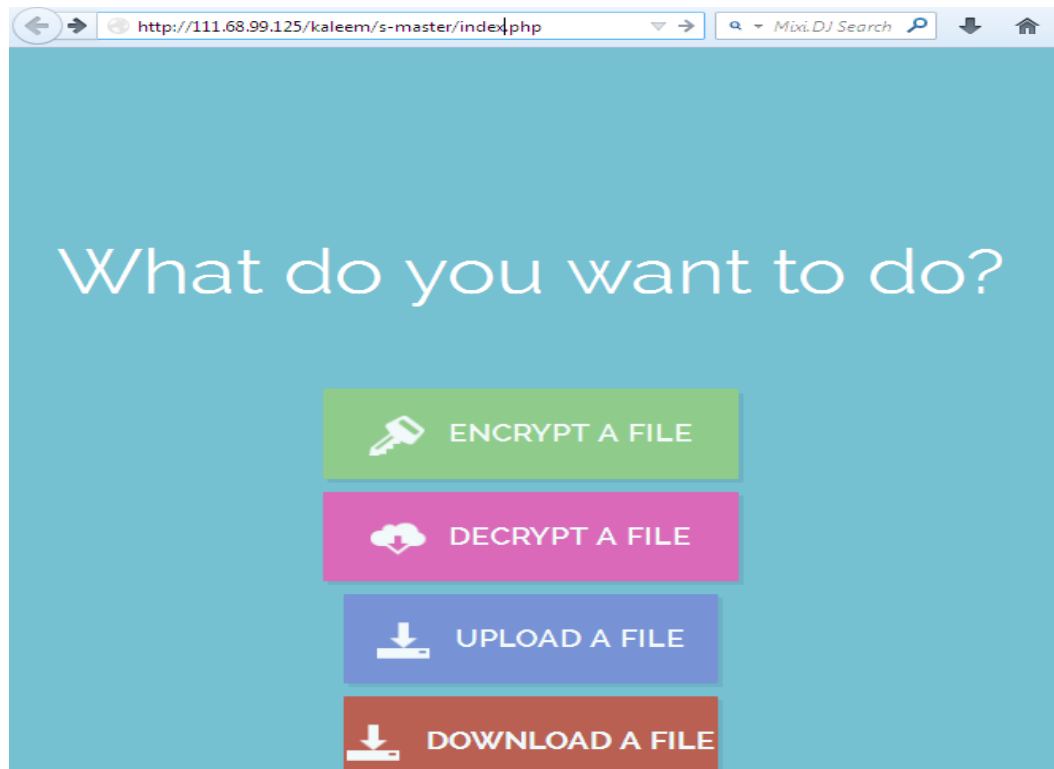 http://111.68.99.125/kaleem/s-master/index.php
Mixi.DJ Search
What do you want to do?
ENCRYPT A FILE
DECRYPT A FILE
UPLOAD A FILE
DOWNLOAD A FILE